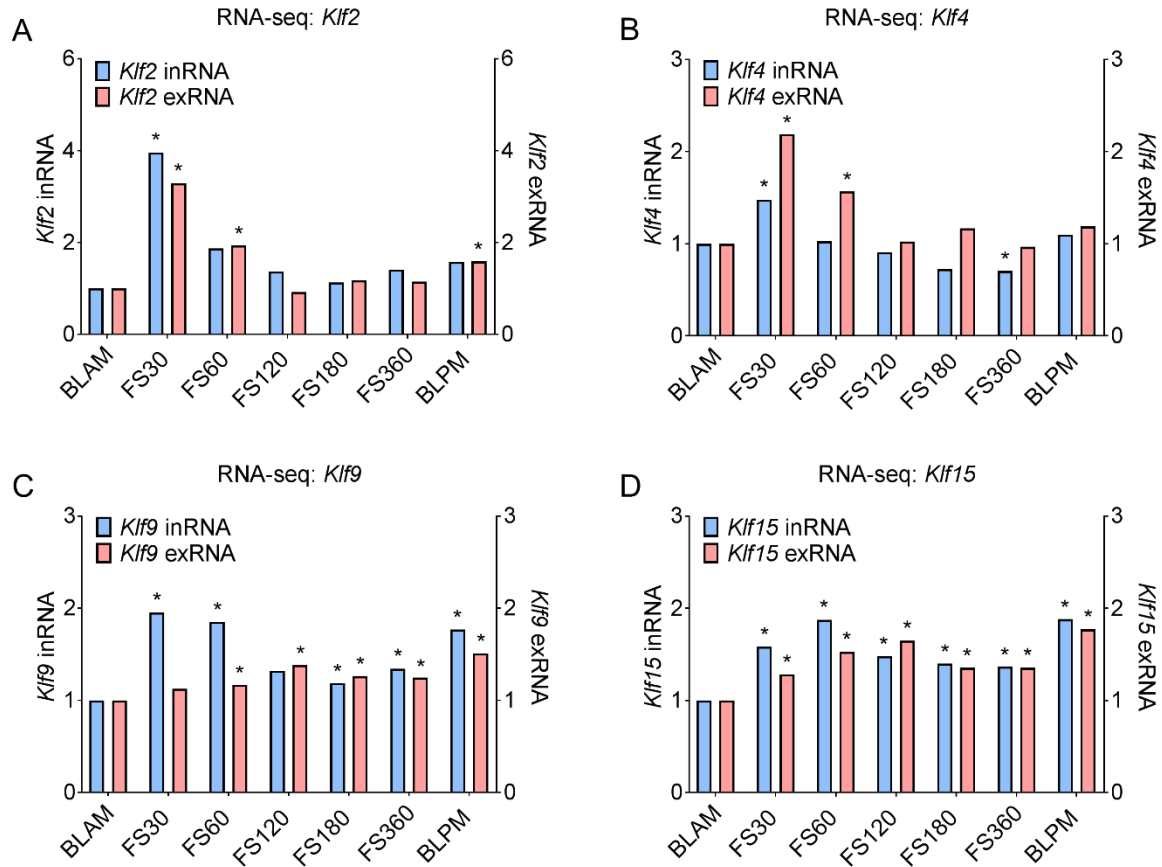 A
RNA-seq: Klf2
Klf2 inRNA
Klf2 exRNA
6
4
2
0
6
4
2
0
Klf2 inRNA
Klf2 exRNA
*
*
*
*
BLAM
FS30
FS60
FS120
FS180
FS360
BLPM
B
RNA-seq: Klf4
Klf4 inRNA
Klf4 exRNA
3
2
1
0
3
2
1
0
Klf4 inRNA
Klf4 exRNA
*
*
*
*
BLAM
FS30
FS60
FS120
FS180
FS360
BLPM
C
RNA-seq: Klf9
Klf9 inRNA
Klf9 exRNA
3
2
1
0
3
2
1
0
Klf9 inRNA
Klf9 exRNA
*
*
*
*
*
*
*
*
*
*
BLAM
FS30
FS60
FS120
FS180
FS360
BLPM
D
RNA-seq: Klf15
Klf15 inRNA
Klf15 exRNA
3
2
1
0
3
2
1
0
Klf15 inRNA
Klf15 exRNA
*
*
*
*
*
*
*
*
*
*
*
*
BLAM
FS30
FS60
FS120
FS180
FS360
BLPM